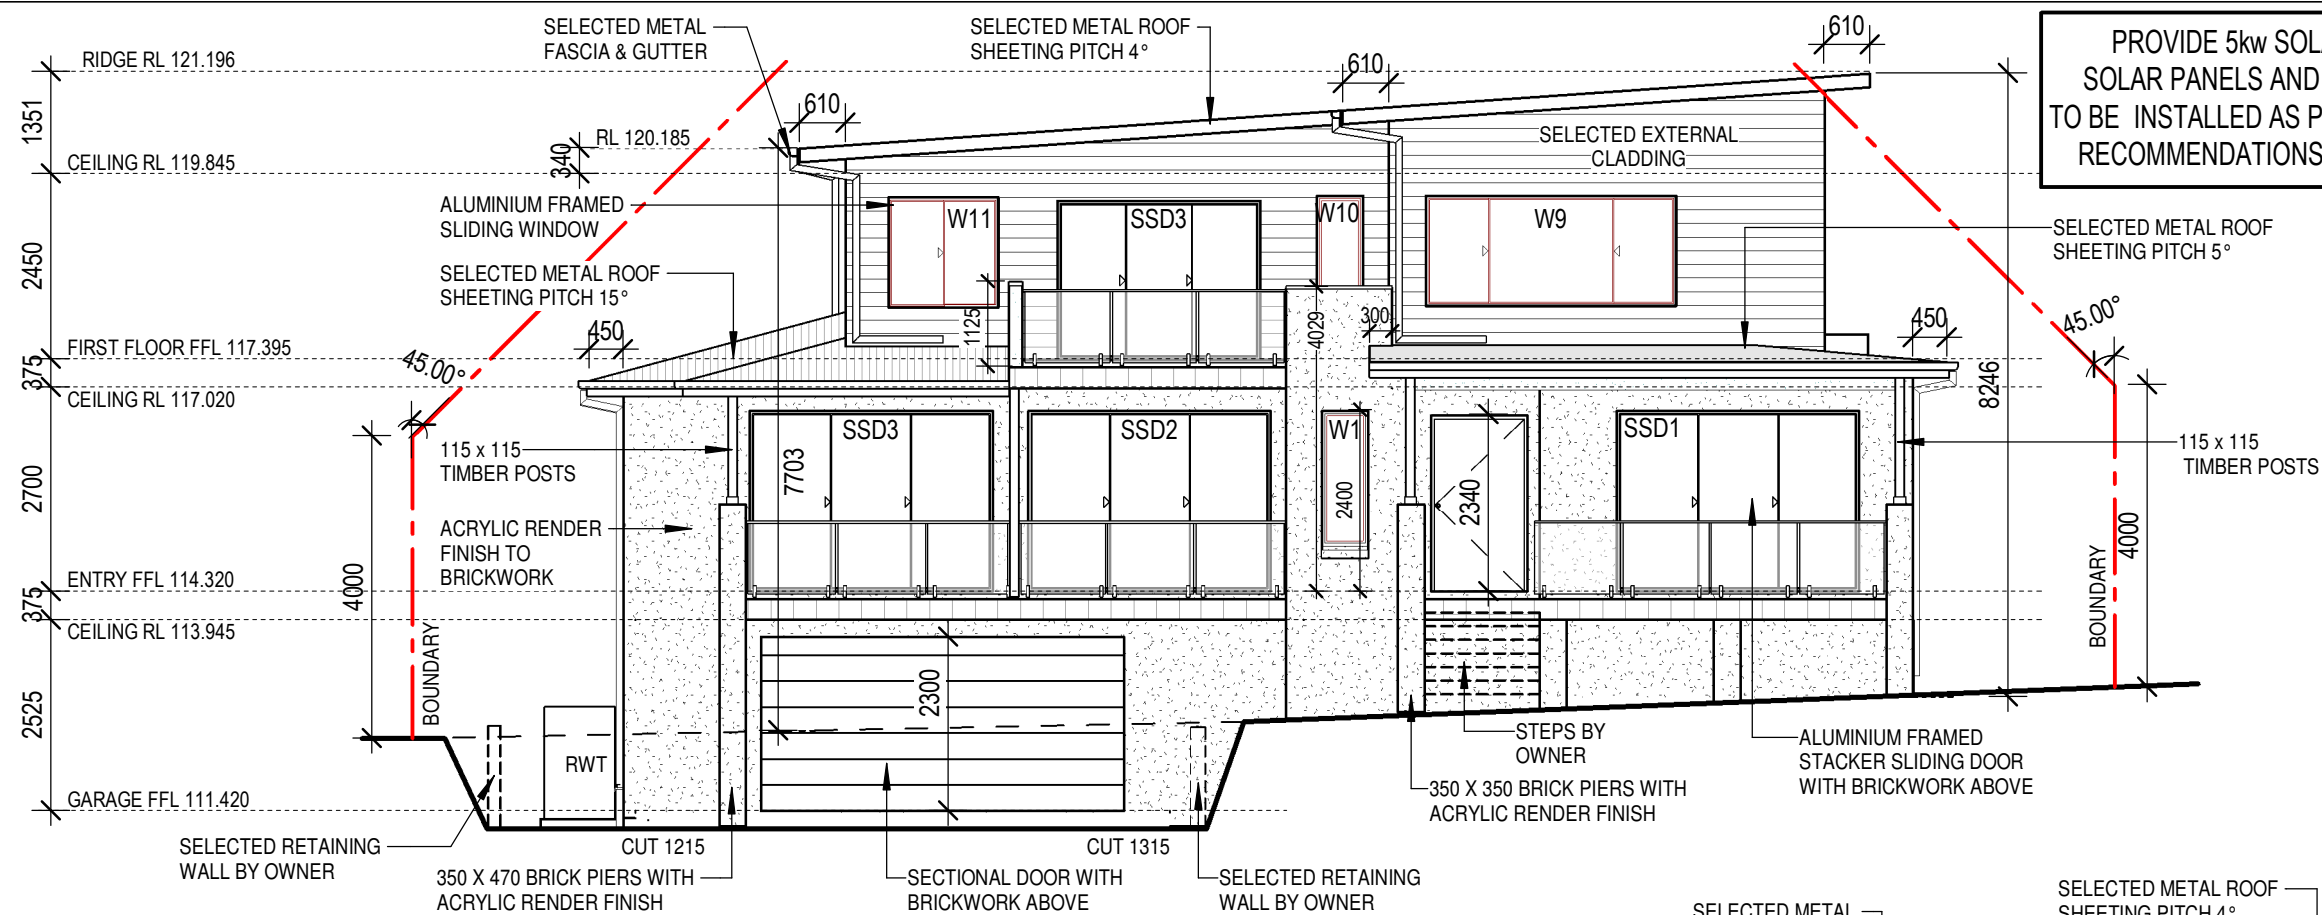 SELECTED METAL
FASCIA & GUTTER
SELECTED METAL ROOF
SHEETING PITCH 4°
610
610
610
PROVIDE 5kw
SOLAR PANELS AND
TO BE INSTALLED AS
RECOMMENDATIONS
RIDGE RL 121.196
1351
RL 120.185
340
CEILING RL 119.845
SELECTED EXTERNAL
CLADDING
ALUMINIUM FRAMED
SLIDING WINDOW
W11
SSD3
W10
W9
SELECTED METAL ROOF
SHEETING PITCH 5°
2450
SELECTED METAL ROOF
SHEETING PITCH 15°
450
1125
4029
300
450
45.00°
FIRST FLOOR FFL 117.395
375
45.00°
CEILING RL 117.020
8246
SSD3
SSD2
W1
SSD1
115 x 115
TIMBER POSTS
115 x 115
TIMBER POSTS
7703
2700
2400
2340
ACRYLIC RENDER
FINISH TO
BRICKWORK
4000
4000
ENTRY FFL 114.320
375
CEILING RL 113.945
BOUNDARY
BOUNDARY
2300
2525
RWT
STEPS BY
OWNER
ALUMINIUM FRAMED
STACKER SLIDING DOOR
WITH BRICKWORK ABOVE
350 X 350 BRICK PIERS WITH
ACRYLIC RENDER FINISH
GARAGE FFL 111.420
SELECTED RETAINING
WALL BY OWNER
CUT 1215
CUT 1315
350 X 470 BRICK PIERS WITH
ACRYLIC RENDER FINISH
SECTIONAL DOOR WITH
BRICKWORK ABOVE
SELECTED RETAINING
WALL BY OWNER
SELECTED METAL
SELECTED METAL ROOF
SHEETING PITCH 4°